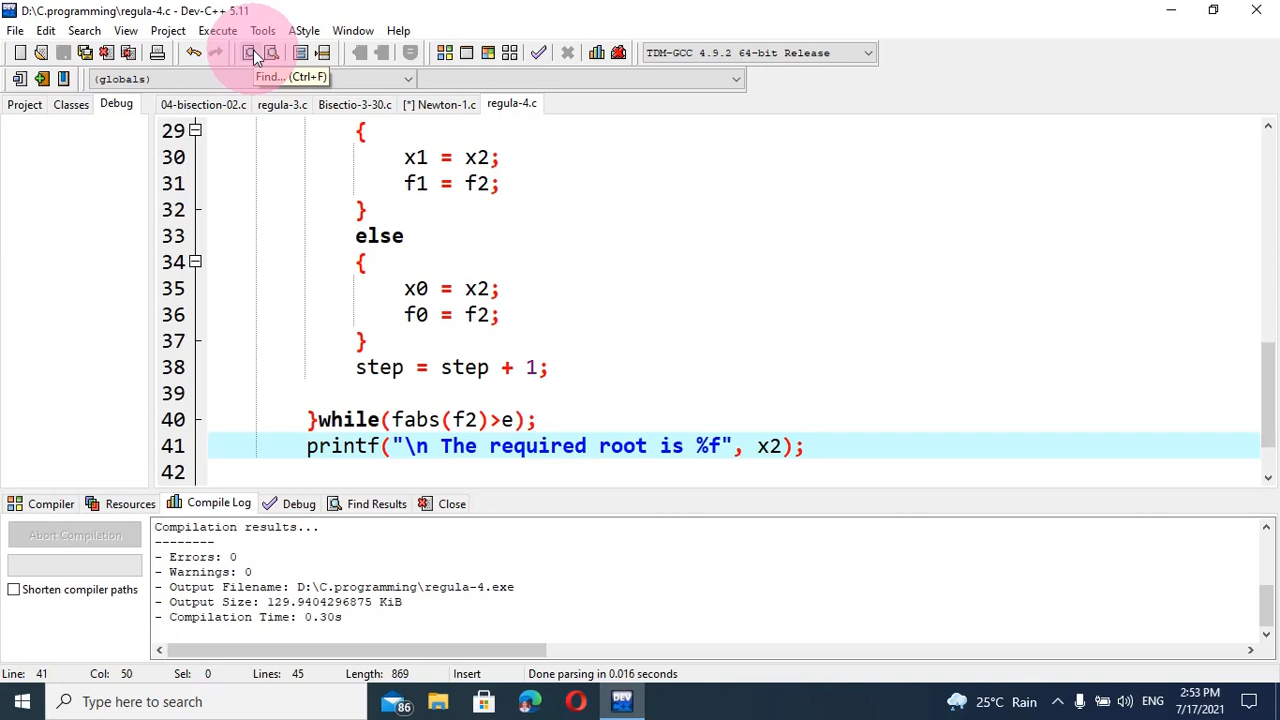 D:\C.programming\regula-4.c - Dev-C++ 5.11
File Edit Search View Project Execute Tools AStyle Window Help
TDM-GCC 4.9.2 64-bit Release
(globals)
Find... (Ctrl+F)
Project Classes Debug
04-bisection-02.c regula-3.c Bisectio-3-30.c [*] Newton-1.c regula-4.c
29 {
30 x1 = x2;
31 f1 = f2;
32 }
33 else
34 {
35 x0 = x2;
36 f0 = f2;
37 }
38 step = step + 1;
39
40 }while(fabs(f2)>e);
41 printf("\n The required root is %f", x2);
42
Compiler Resources Compile Log Debug Find Results Close
Abort Compilation
Shorten compiler paths
Compilation results...
--------
- Errors: 0
- Warnings: 0
- Output Filename: D:\C.programming\regula-4.exe
- Output Size: 129.9404296875 KiB
- Compilation Time: 0.30s
Line: 41 Col: 50 Sel: 0 Lines: 45 Length: 869 Insert Done parsing in 0.016 seconds
Type here to search
86
DEV
25°C Rain
ENG
2:53 PM
7/17/2021